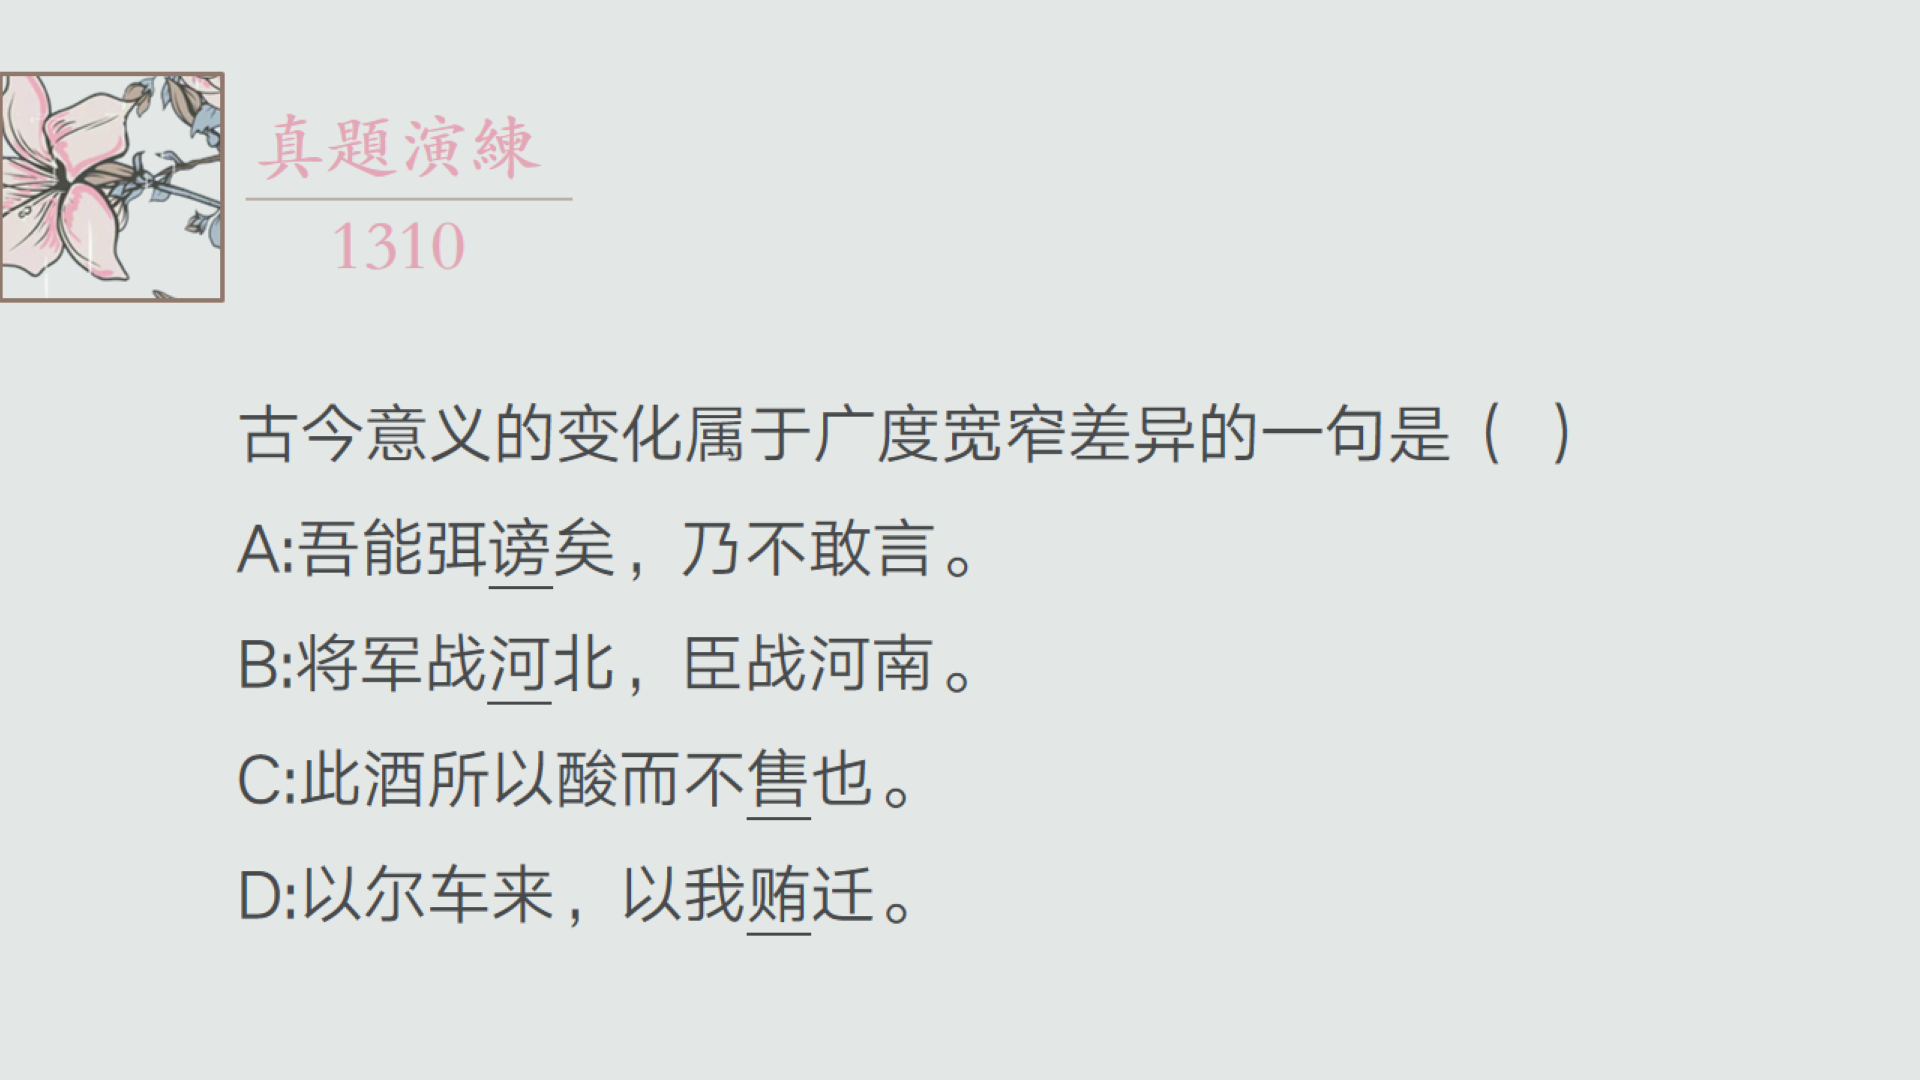 真題演練
1310
古今意义的变化属于广度宽窄差异的一句是（ ）
A:吾能弭谤矣，乃不敢言。
B:将军战河北，臣战河南。
C:此酒所以酸而不售也。
D:以尔车来，以我贿迁。